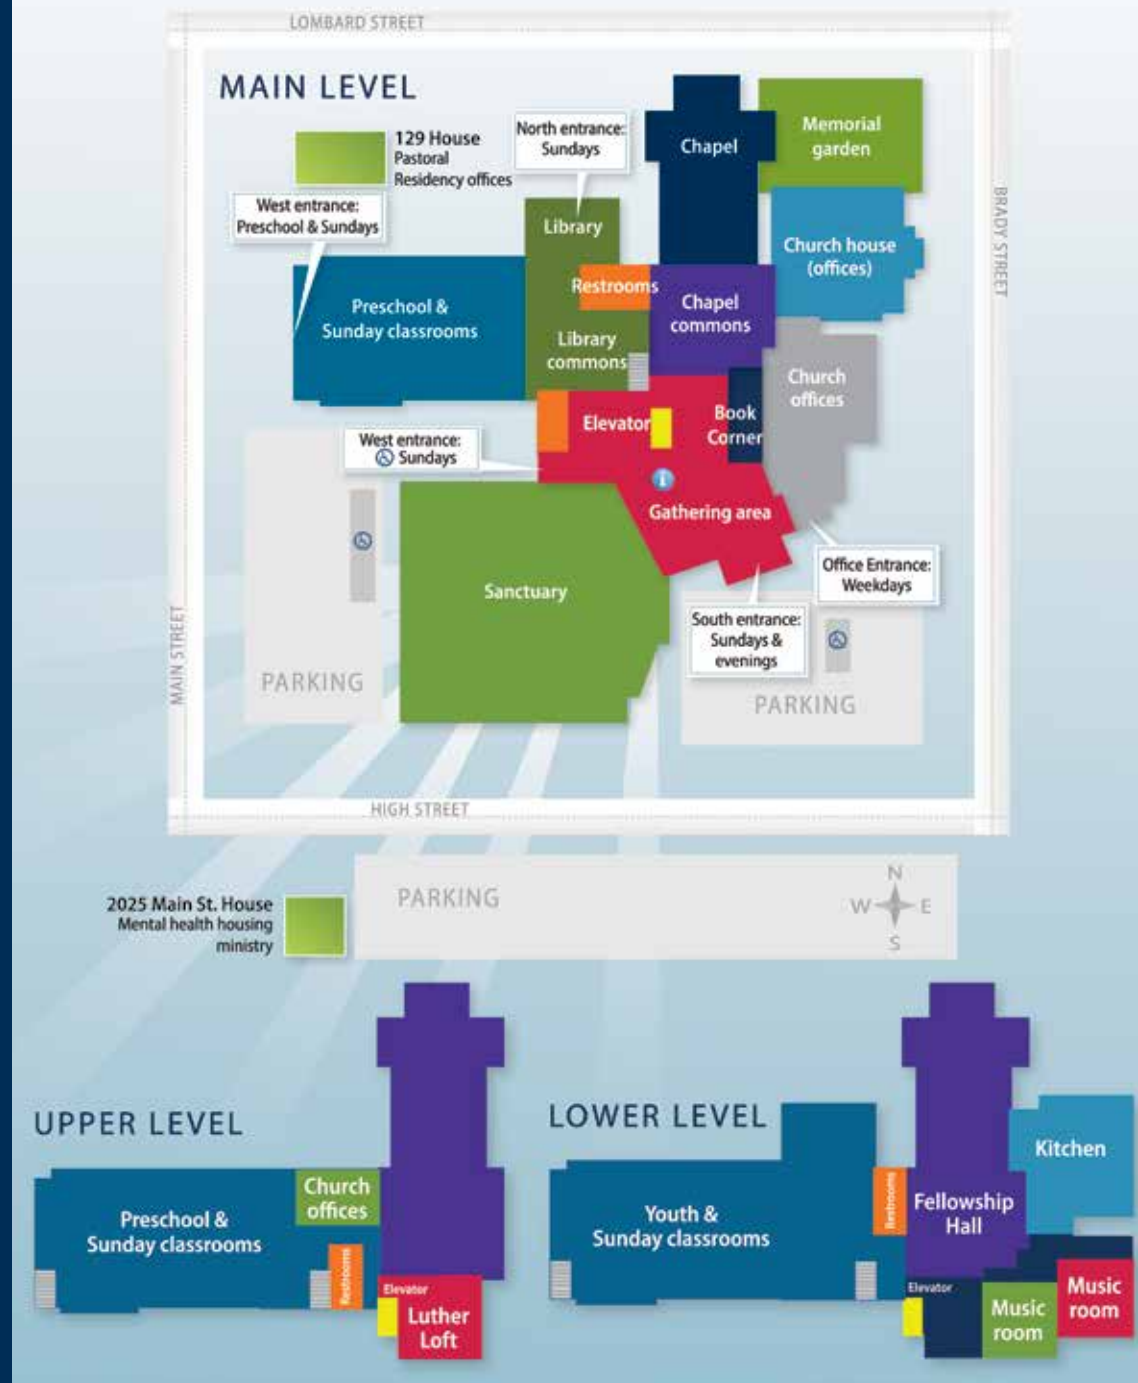 LOMBARD STREET
MAIN LEVEL
129 House
Pastoral
Residency offices
North entrance:
Sundays
Chapel
Memorial
garden
West entrance:
Preschool & Sundays
Library
Church house
(offices)
BRADY STREET
Restrooms
Preschool &
Sunday classrooms
Chapel
commons
Library
commons
Church
offices
Elevator
Book
Corner
West entrance:
Sundays
i
Gathering area
Office Entrance:
Weekdays
Sanctuary
South entrance:
Sundays &
evenings
MAIN STREET
PARKING
PARKING
HIGH STREET
2025 Main St. House
Mental health housing
ministry
PARKING
N
W E
S
UPPER LEVEL
Church
offices
Preschool &
Sunday classrooms
Restrooms
Elevator
Luther
Loft
LOWER LEVEL
Kitchen
Restrooms
Fellowship
Hall
Youth &
Sunday classrooms
Elevator
Music
room
Music
room